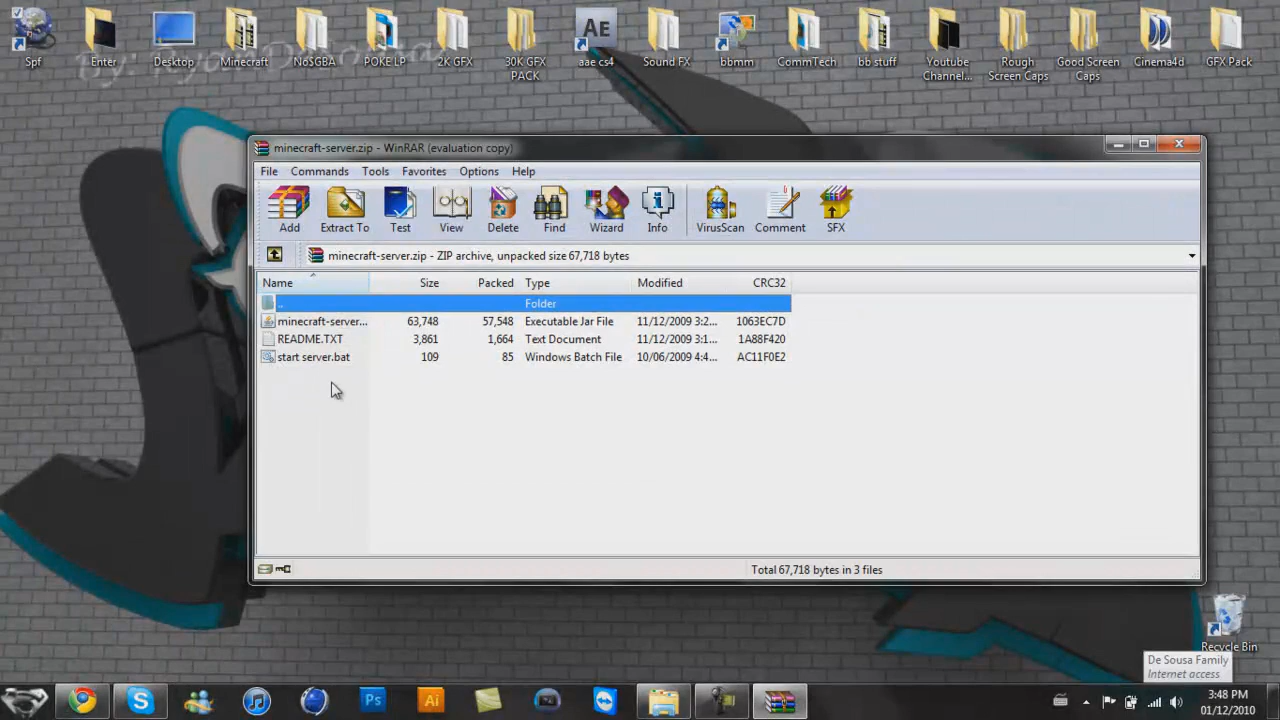 Spf
Enter
Desktop
Minecraft
No$GBA
POKE LP
2K GFX
30K GFX
PACK
AE
aae cs4
Sound FX
bbmm
CommTech
bb stuff
Youtube
Channel...
Rough
Screen Caps
Good Screen
Caps
Cinema4d
GFX Pack
By:
minecraft-server.zip - WinRAR (evaluation copy)
File Commands Tools Favorites Options Help
Add Extract To Test View Delete Find Wizard Info VirusScan Comment SFX
minecraft-server.zip - ZIP archive, unpacked size 67,718 bytes
Name Size Packed Type Modified CRC32
.. Folder
minecraft-server... 63,748 57,548 Executable Jar File 11/12/2009 3:2... 1063EC7D
README.TXT 3,861 1,664 Text Document 11/12/2009 3:1... 1A88F420
start server.bat 109 85 Windows Batch File 10/06/2009 4:4... AC11F0E2
Total 67,718 bytes in 3 files
Recycle Bin
De Sousa Family
Internet access
Ps
Ai
3:48 PM
01/12/2010